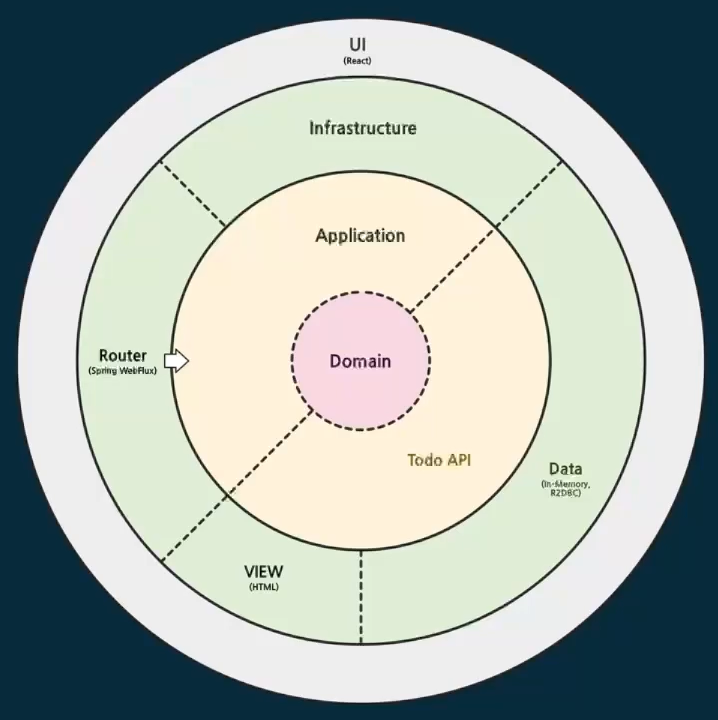 UI
(React)
Infrastructure
Application
Router
(Spring WebFlux)
Domain
Todo API
Data
(In-Memory,
R2DBC)
VIEW
(HTML)